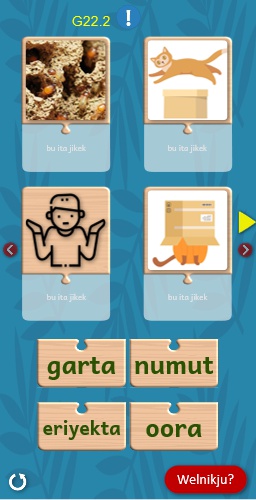 G22.2 !
bu ita jikek
bu ita jikek
bu ita jikek
bu ita jikek
garta
numut
eriyekta
oora
Welnikju?